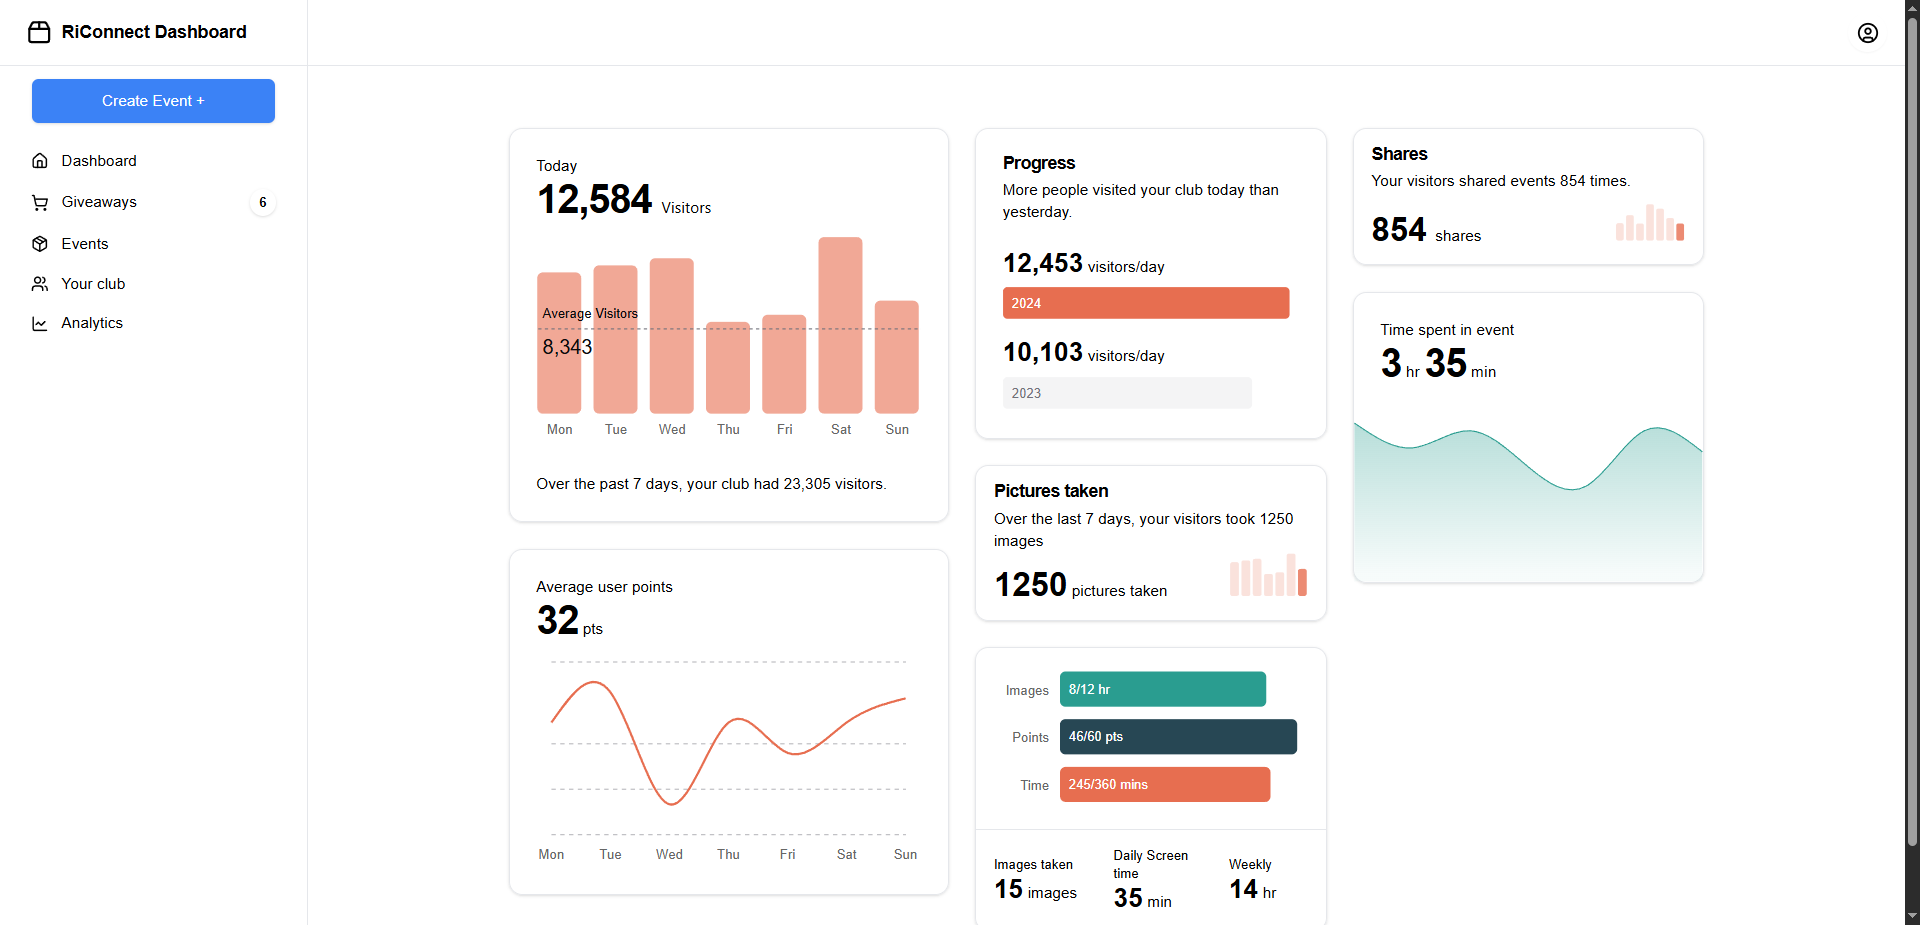 RiConnect Dashboard
Create Event +
Dashboard
Giveaways 6
Events
Your club
Analytics
Today
12,584 Visitors
Average Visitors
8,343
Mon Tue Wed Thu Fri Sat Sun
Over the past 7 days, your club had 23,305 visitors.
Average user points
32 pts
Mon Tue Wed Thu Fri Sat Sun
Progress
More people visited your club today than
yesterday.
12,453 visitors/day
2024
10,103 visitors/day
2023
Pictures taken
Over the last 7 days, your visitors took 1250
images
1250 pictures taken
Images 8/12 hr
Points 46/60 pts
Time 245/360 mins
Images taken
15 images
Daily Screen
time
35 min
Weekly
14 hr
Shares
Your visitors shared events 854 times.
854 shares
Time spent in event
3 hr 35 min